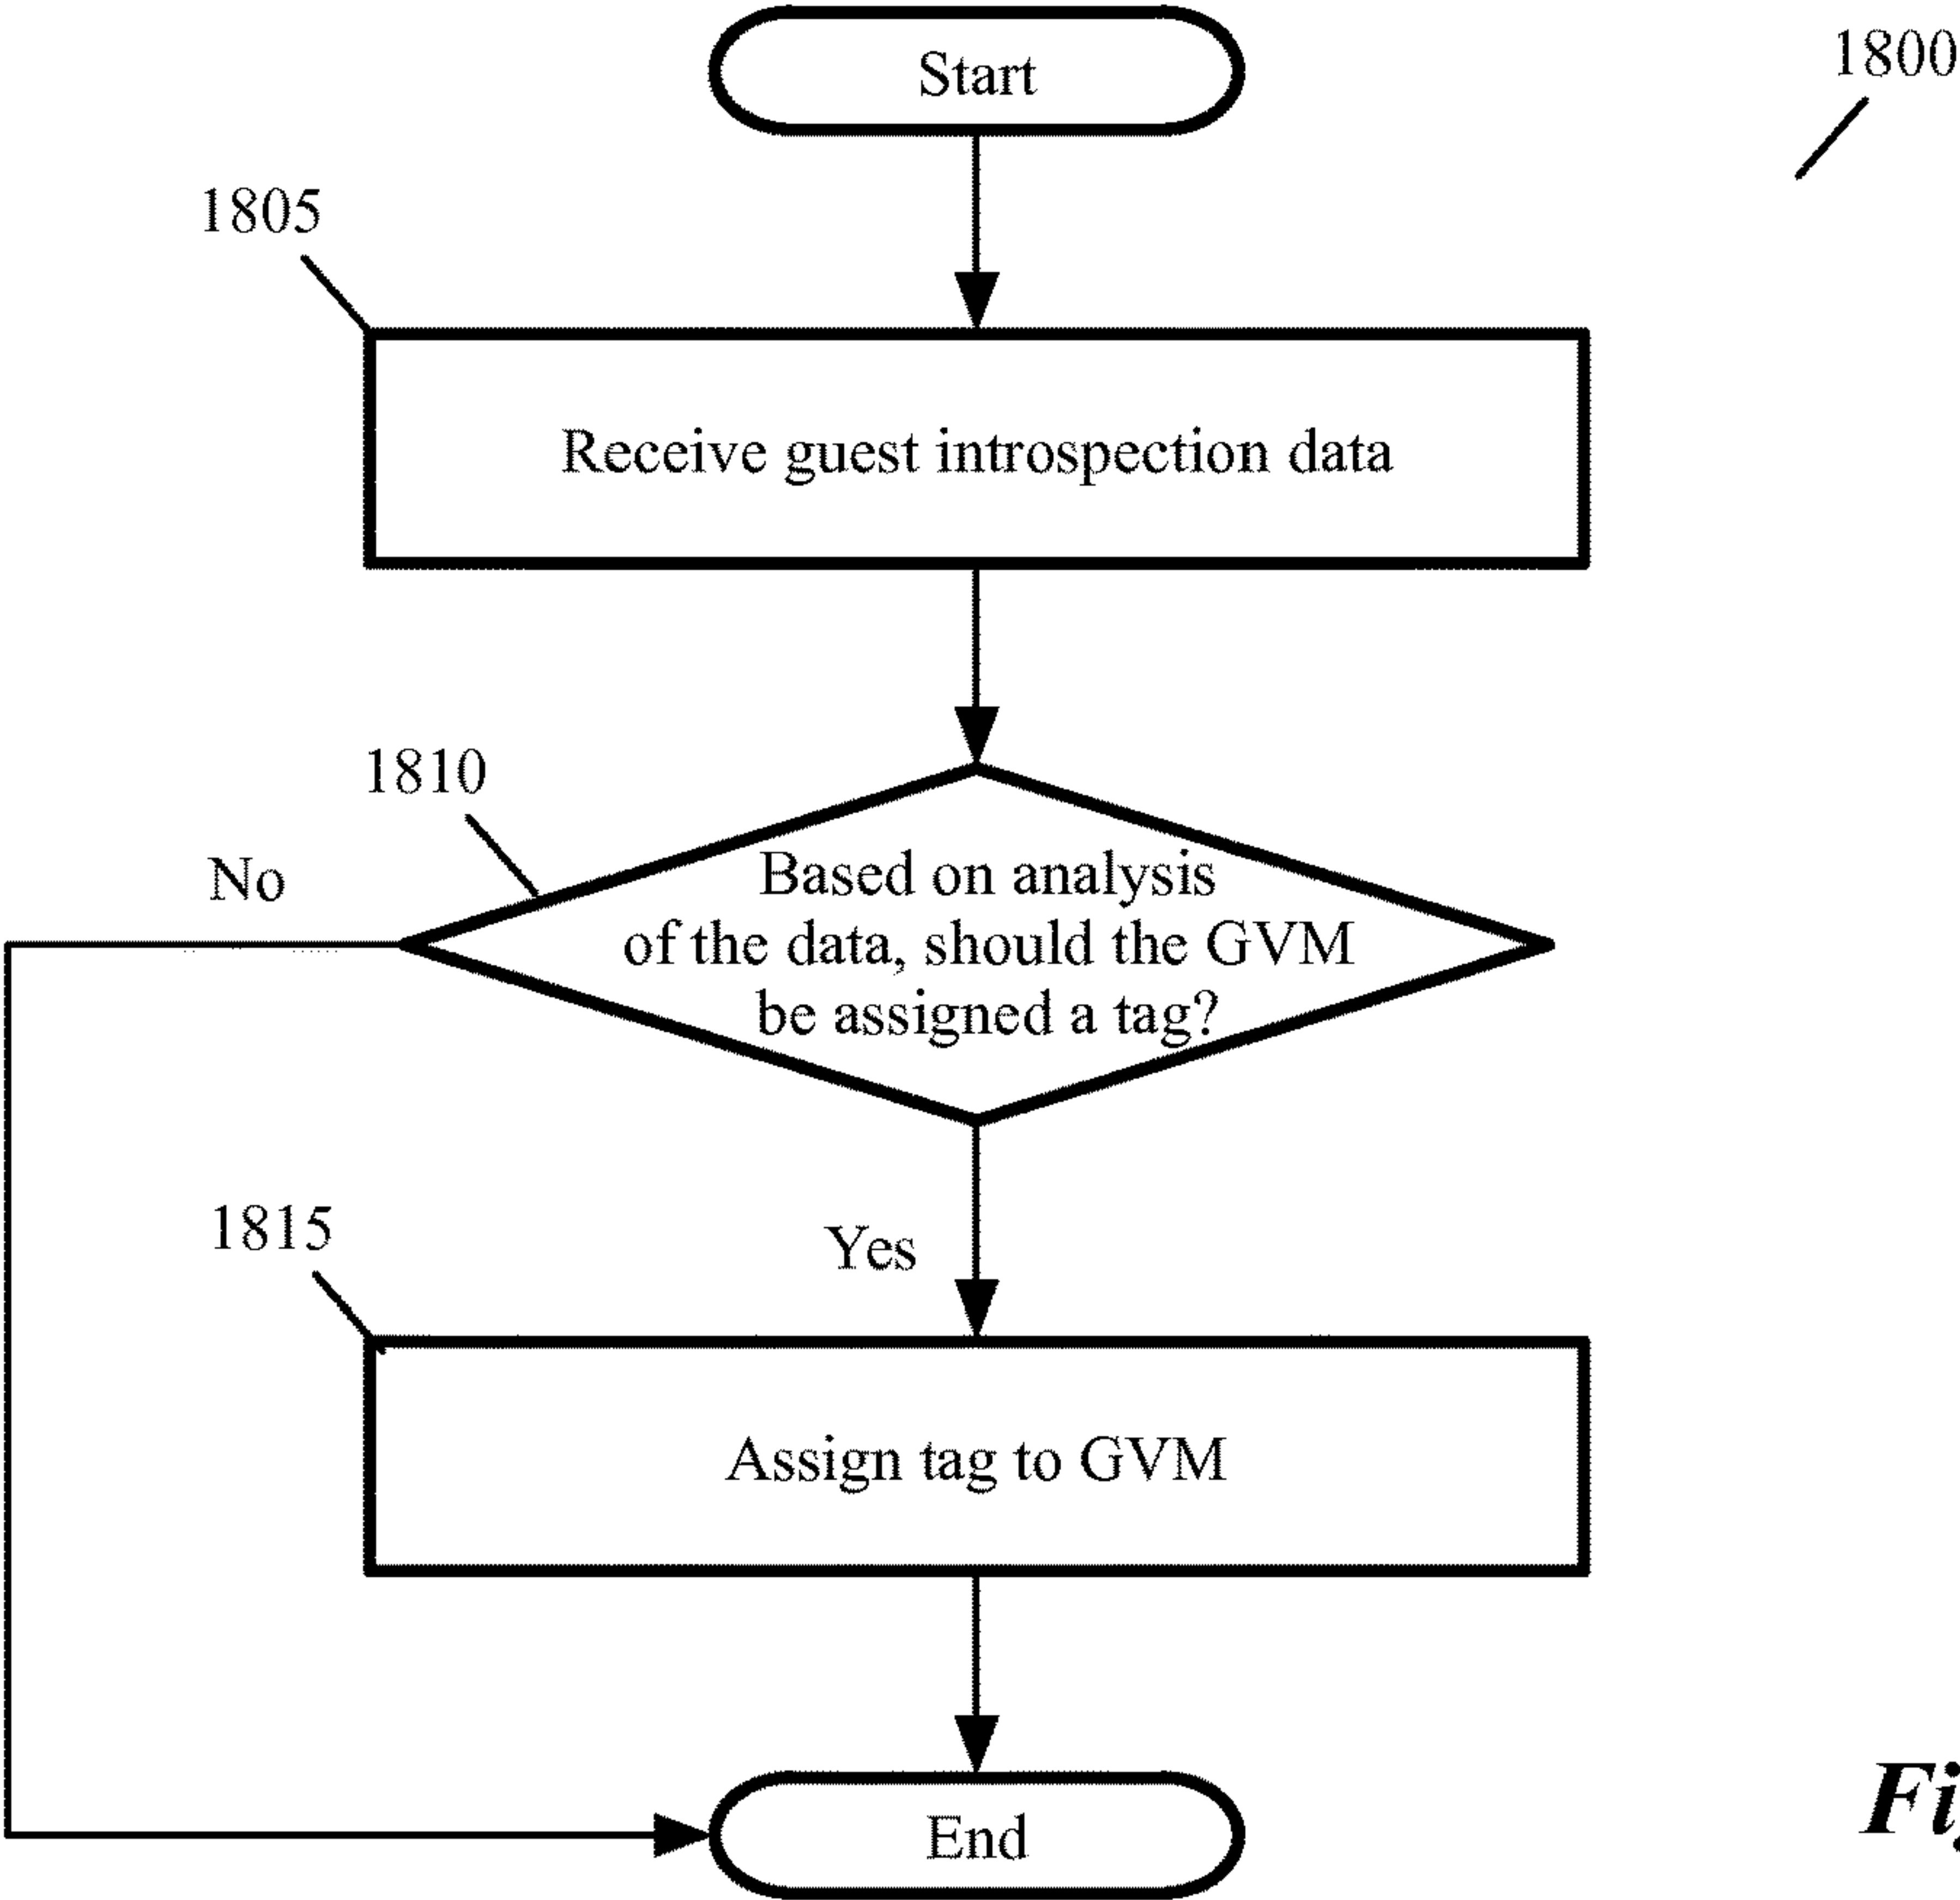 Start
1800
1805
Receive guest introspection data
1810
No
Based on analysis
of the data, should the GVM
be assigned a tag?
1815
Yes
Assign tag to GVM
End